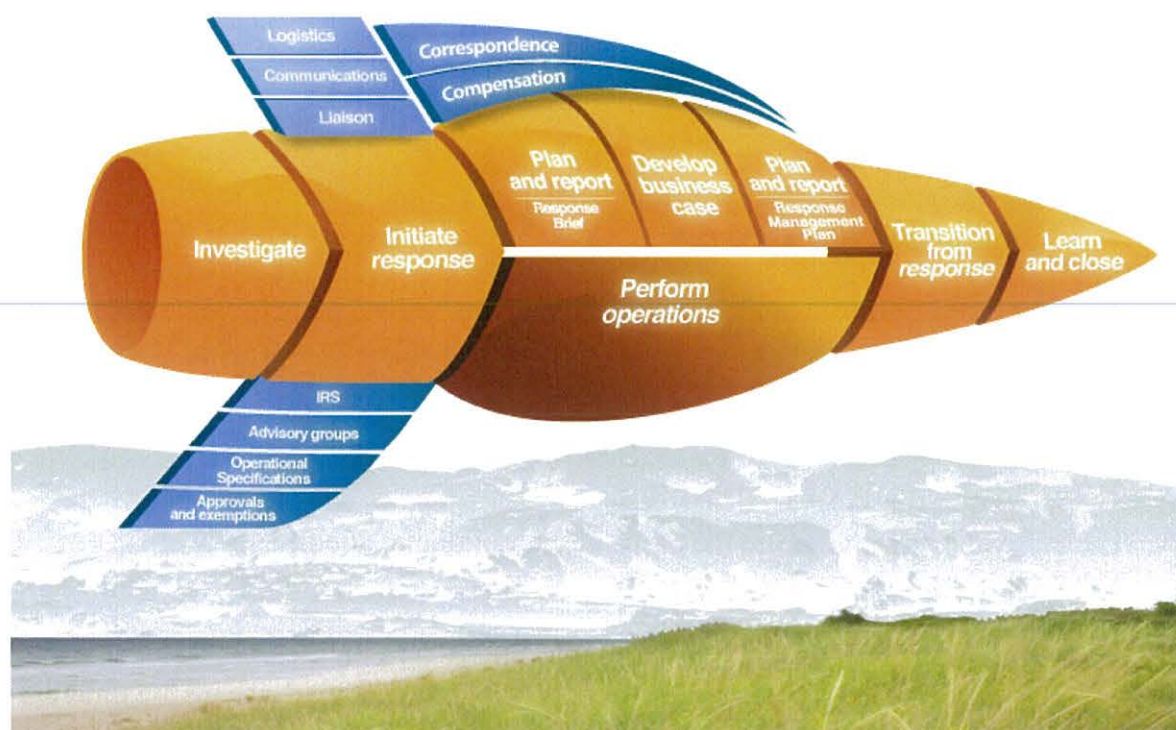 Logistics
Communications
Liaison
Correspondence
Compensation
Investigate
Initiate
response
Plan
and report
Response
Brief
Develop
business
case
Plan
and report
Response
Management
Plan
Perform
operations
Transition
from
response
Learn
and close
IRS
Advisory groups
Operational
Specifications
Approvals
and exemptions